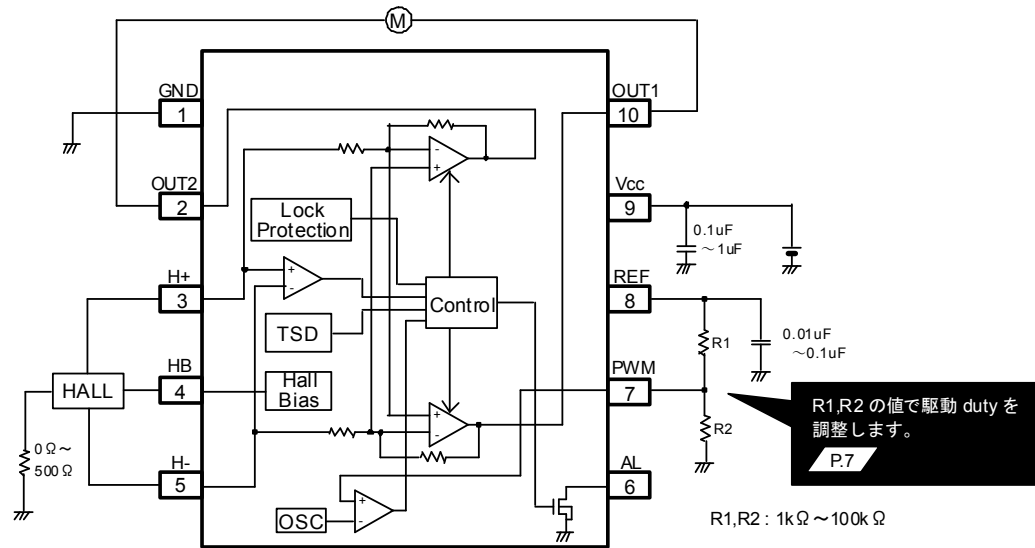 M
GND
1
OUT2
2
H+
3
HB
4
H-
5
HALL
0Ω～
500Ω
Lock
Protection
TSD
Hall
Bias
OSC
Control
-
+
+
-
+
-
+
-
OUT1
10
Vcc
9
0.1uF
～1uF
REF
8
R1
0.01uF
～0.1uF
PWM
7
R2
AL
6
R1,R2 の値で駆動 duty を
調整します。
P.7
R1,R2 : 1kΩ～100kΩ